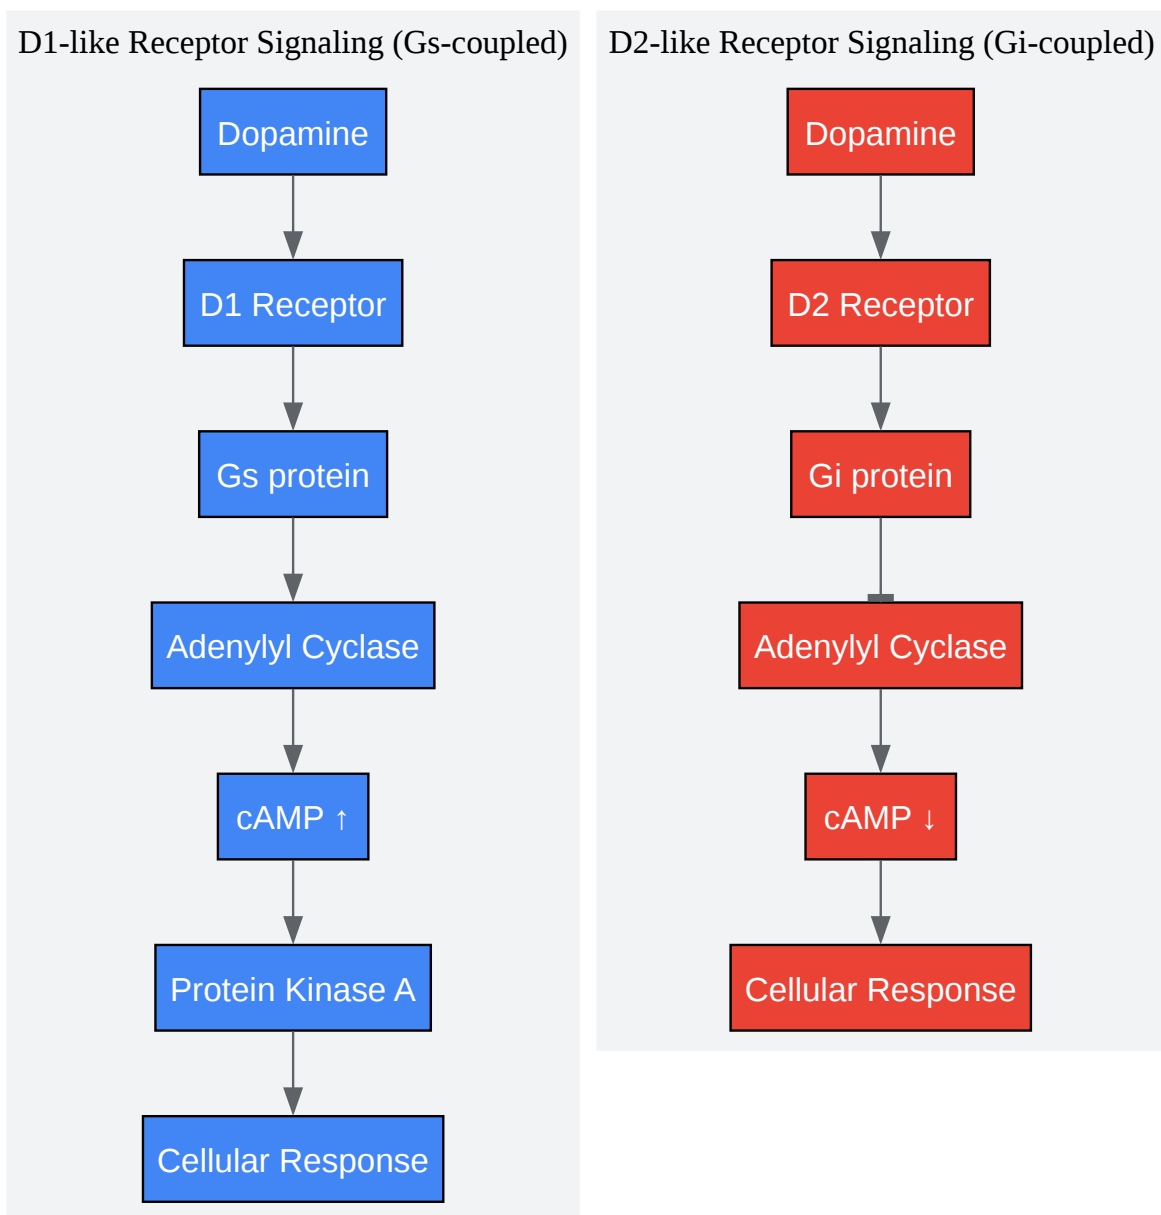 D1-like Receptor Signaling (Gs-coupled)
Dopamine
D1 Receptor
Gs protein
Adenylyl Cyclase
cAMP ↑
Protein Kinase A
Cellular Response
D2-like Receptor Signaling (Gi-coupled)
Dopamine
D2 Receptor
Gi protein
Adenylyl Cyclase
cAMP ↓
Cellular Response